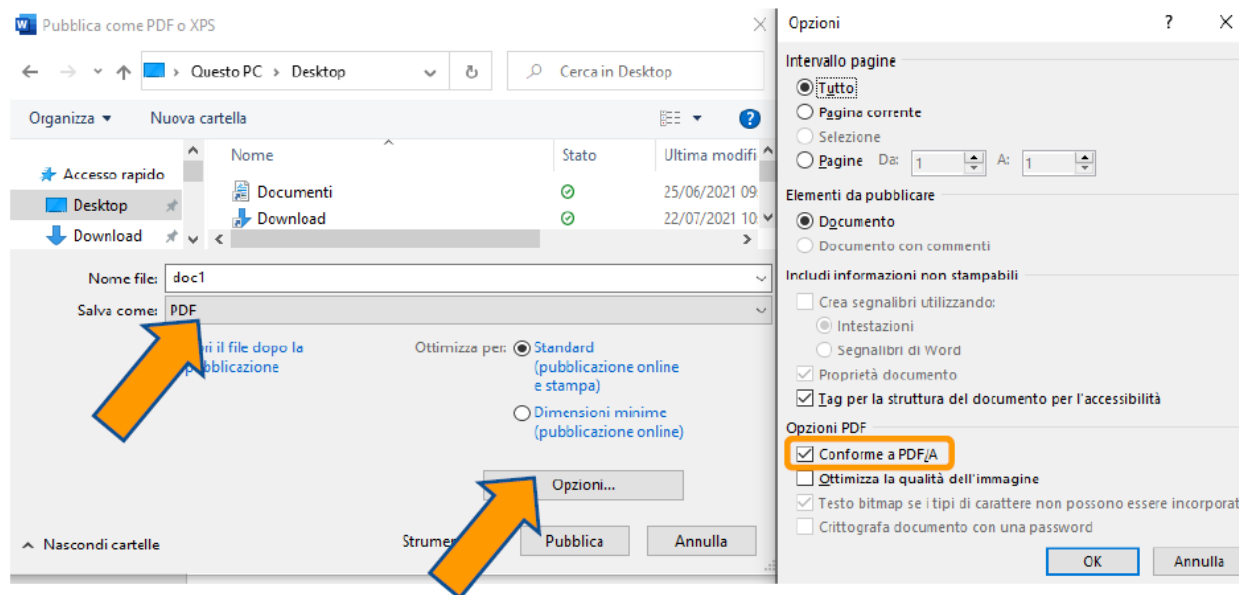 Pubblica come PDF o XPS
Questo PC > Desktop
Cerca in Desktop
Organizza
Nuova cartella
Nome
Stato
Ultima modifi
Accesso rapido
Desktop
Download
Documenti
25/06/2021 09:
Download
22/07/2021 10:
Nome file: doc1
Salva come: PDF
ri il file dopo la
pubblicazione
Ottimizza per:
Standard
(pubblicazione online
e stampa)
Dimensioni minime
(pubblicazione online)
Opzioni...
Nascondi cartelle
Strumen
Pubblica
Annulla
Opzioni
?
Intervallo pagine
Tutto
Pagina corrente
Selezione
Pagine Da: 1 A: 1
Elementi da pubblicare
Documento
Documento con commenti
Includi informazioni non stampabili
Crea segnalibri utilizzando:
Intestazioni
Segnalibri di Word
Proprietà documento
Tag per la struttura del documento per l'accessibilità
Opzioni PDF
Conforme a PDF/A
Ottimizza la qualità dell'immagine
Testo bitmap se i tipi di carattere non possono essere incorporat
Crittografa documento con una password
OK
Annulla